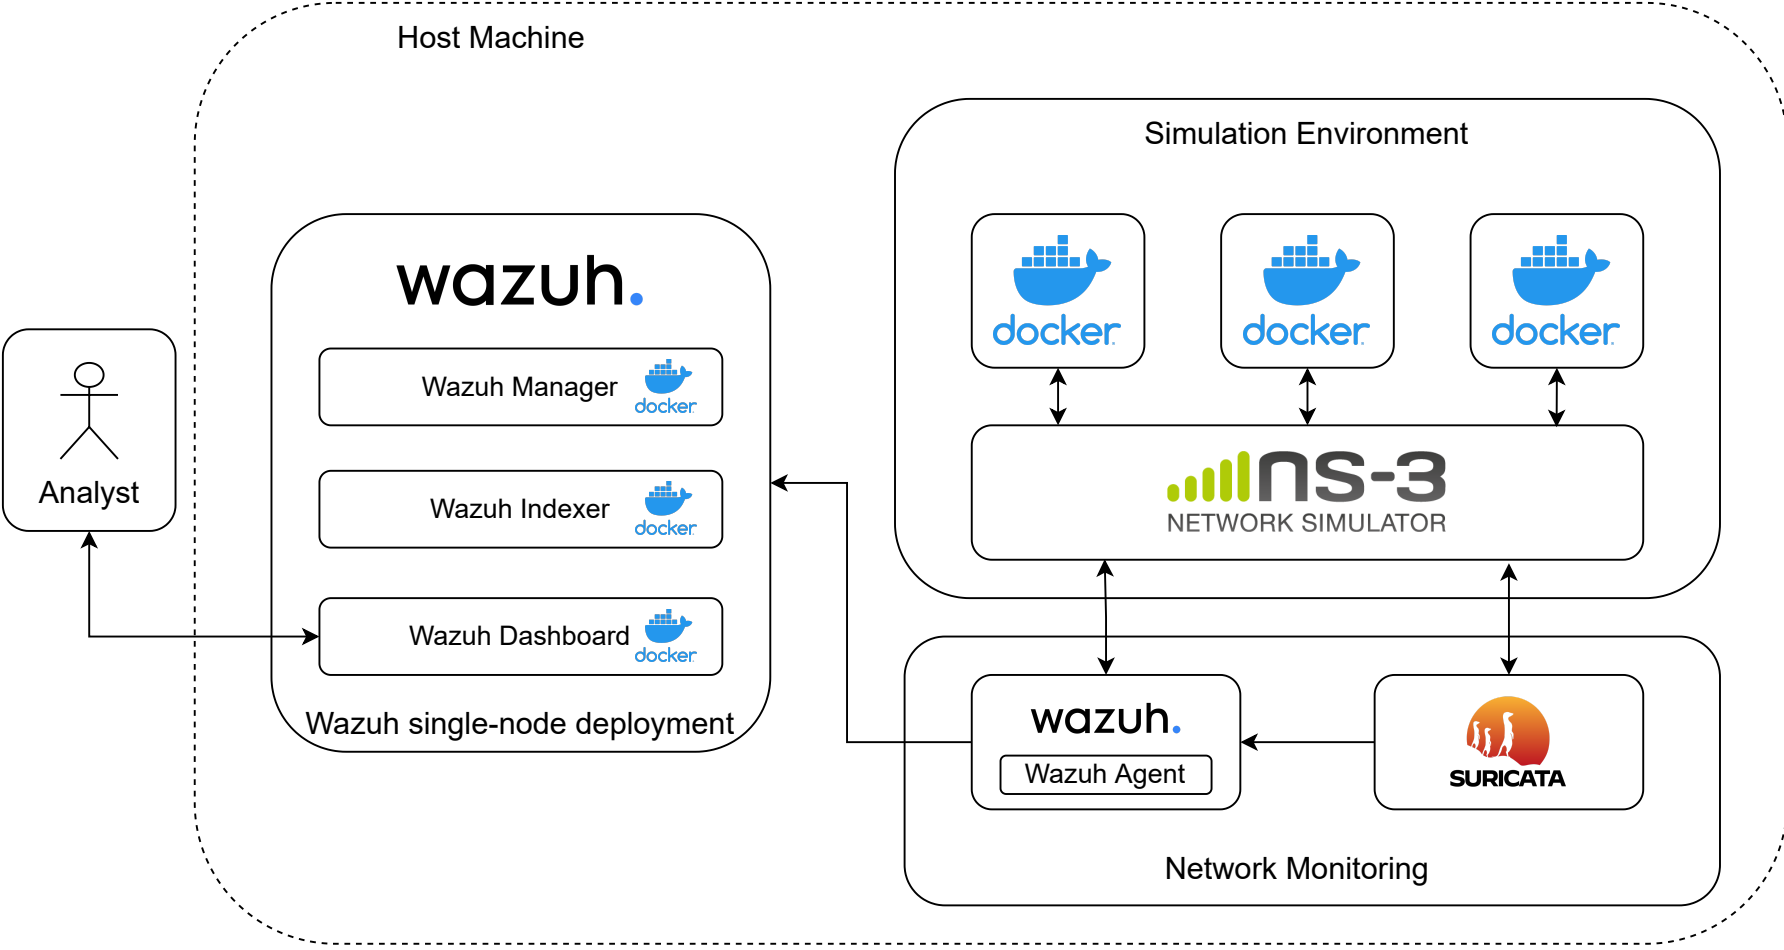 Host Machine
Simulation Environment
docker
docker
docker
wazuh.
Wazuh Manager
docker
Analyst
Wazuh Indexer
docker
ns-3
NETWORK SIMULATOR
Wazuh Dashboard
docker
Wazuh single-node deployment
wazuh.
Wazuh Agent
SURICATA
Network Monitoring